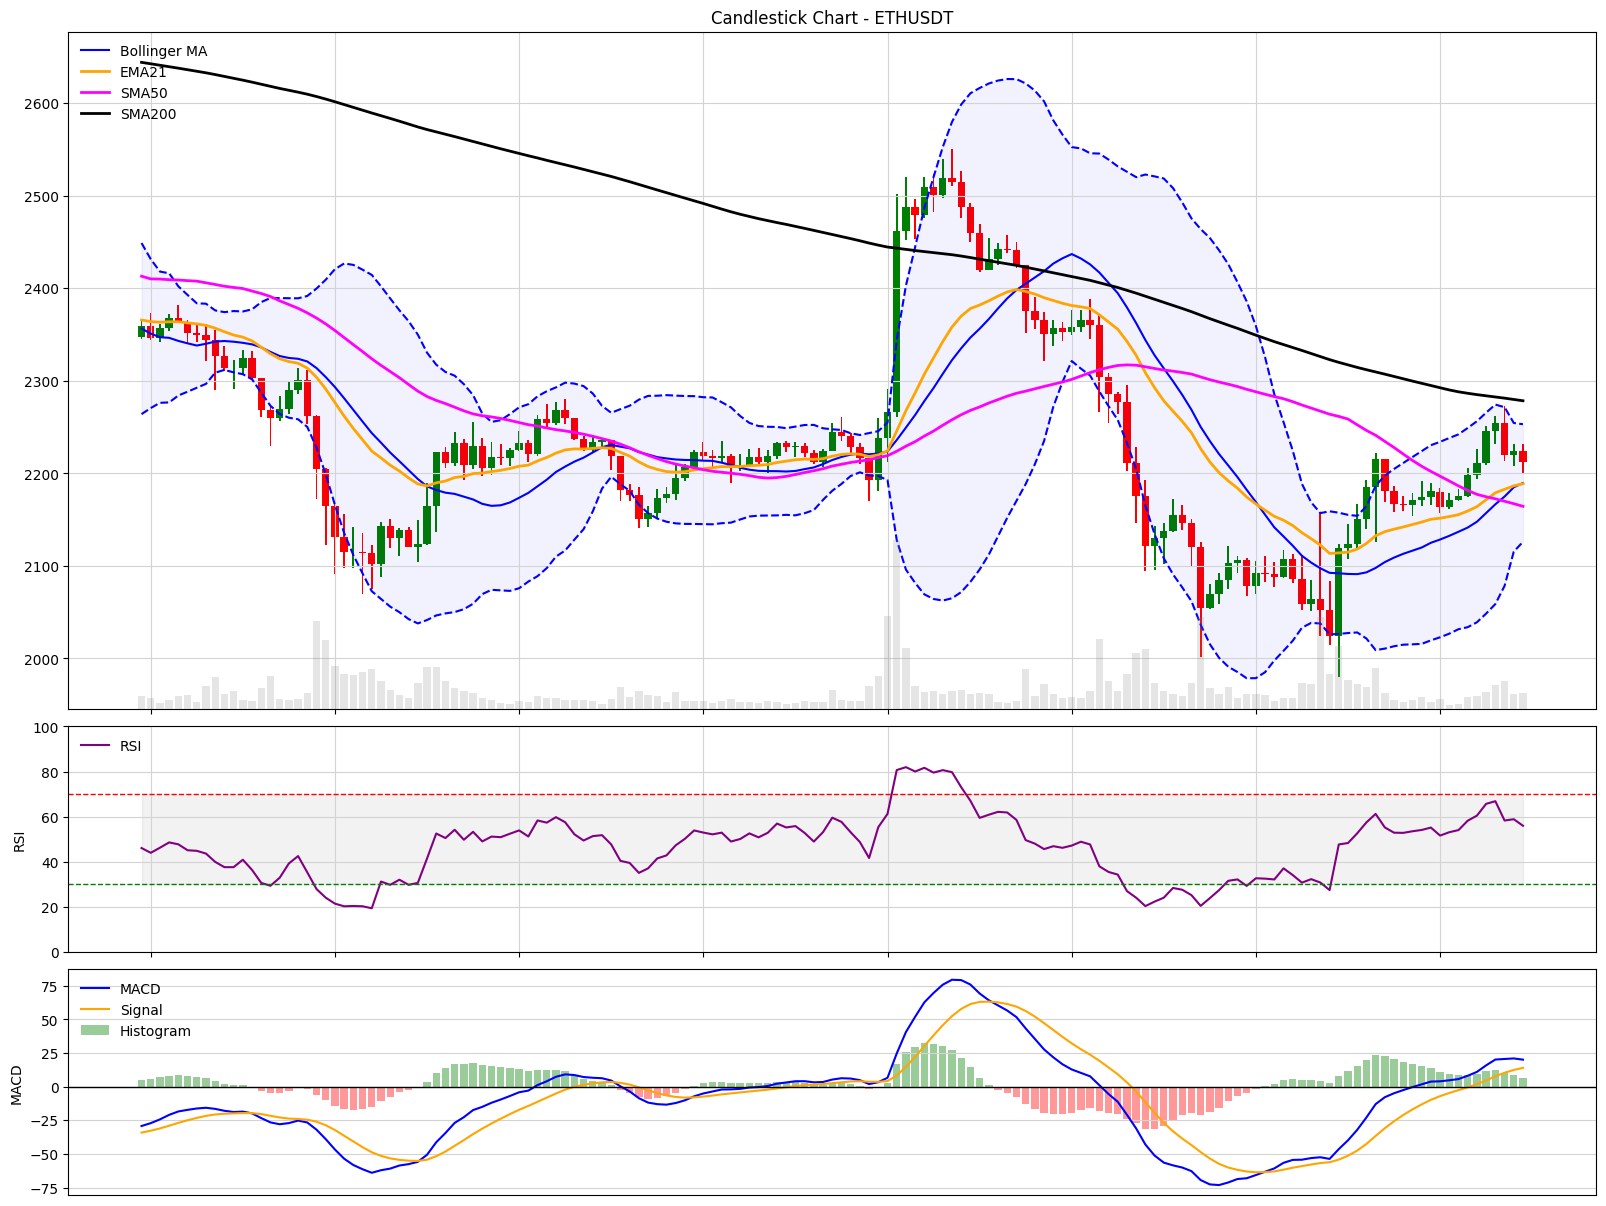 Candlestick Chart - ETHUSDT
Bollinger MA
EMA21
SMA50
SMA200
2600
2500
2400
2300
2200
2100
2000
RSI
100
80
60
40
20
0
RSI
MACD
Signal
Histogram
75
50
25
0
−25
−50
−75
MACD